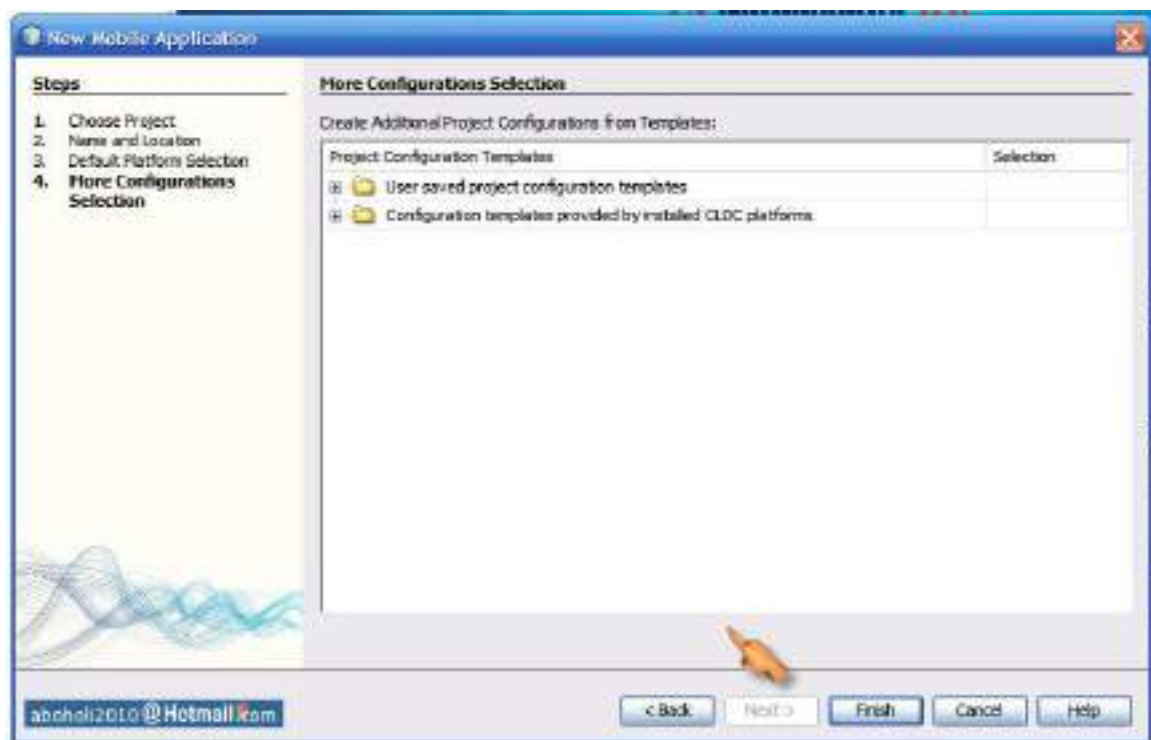 New Mobile Application
Steps
1. Choose Project
2. Name and Location
3. Default Platform Selection
4. More Configurations
Selection
More Configurations Selection
Create Additional Project Configurations from Templates:
Project Configuration Templates Selection
User saved project configuration templates
Configuration templates provided by installed CLDC platforms
aboholi2010@Hotmail.com
< Back Next > Finish Cancel Help